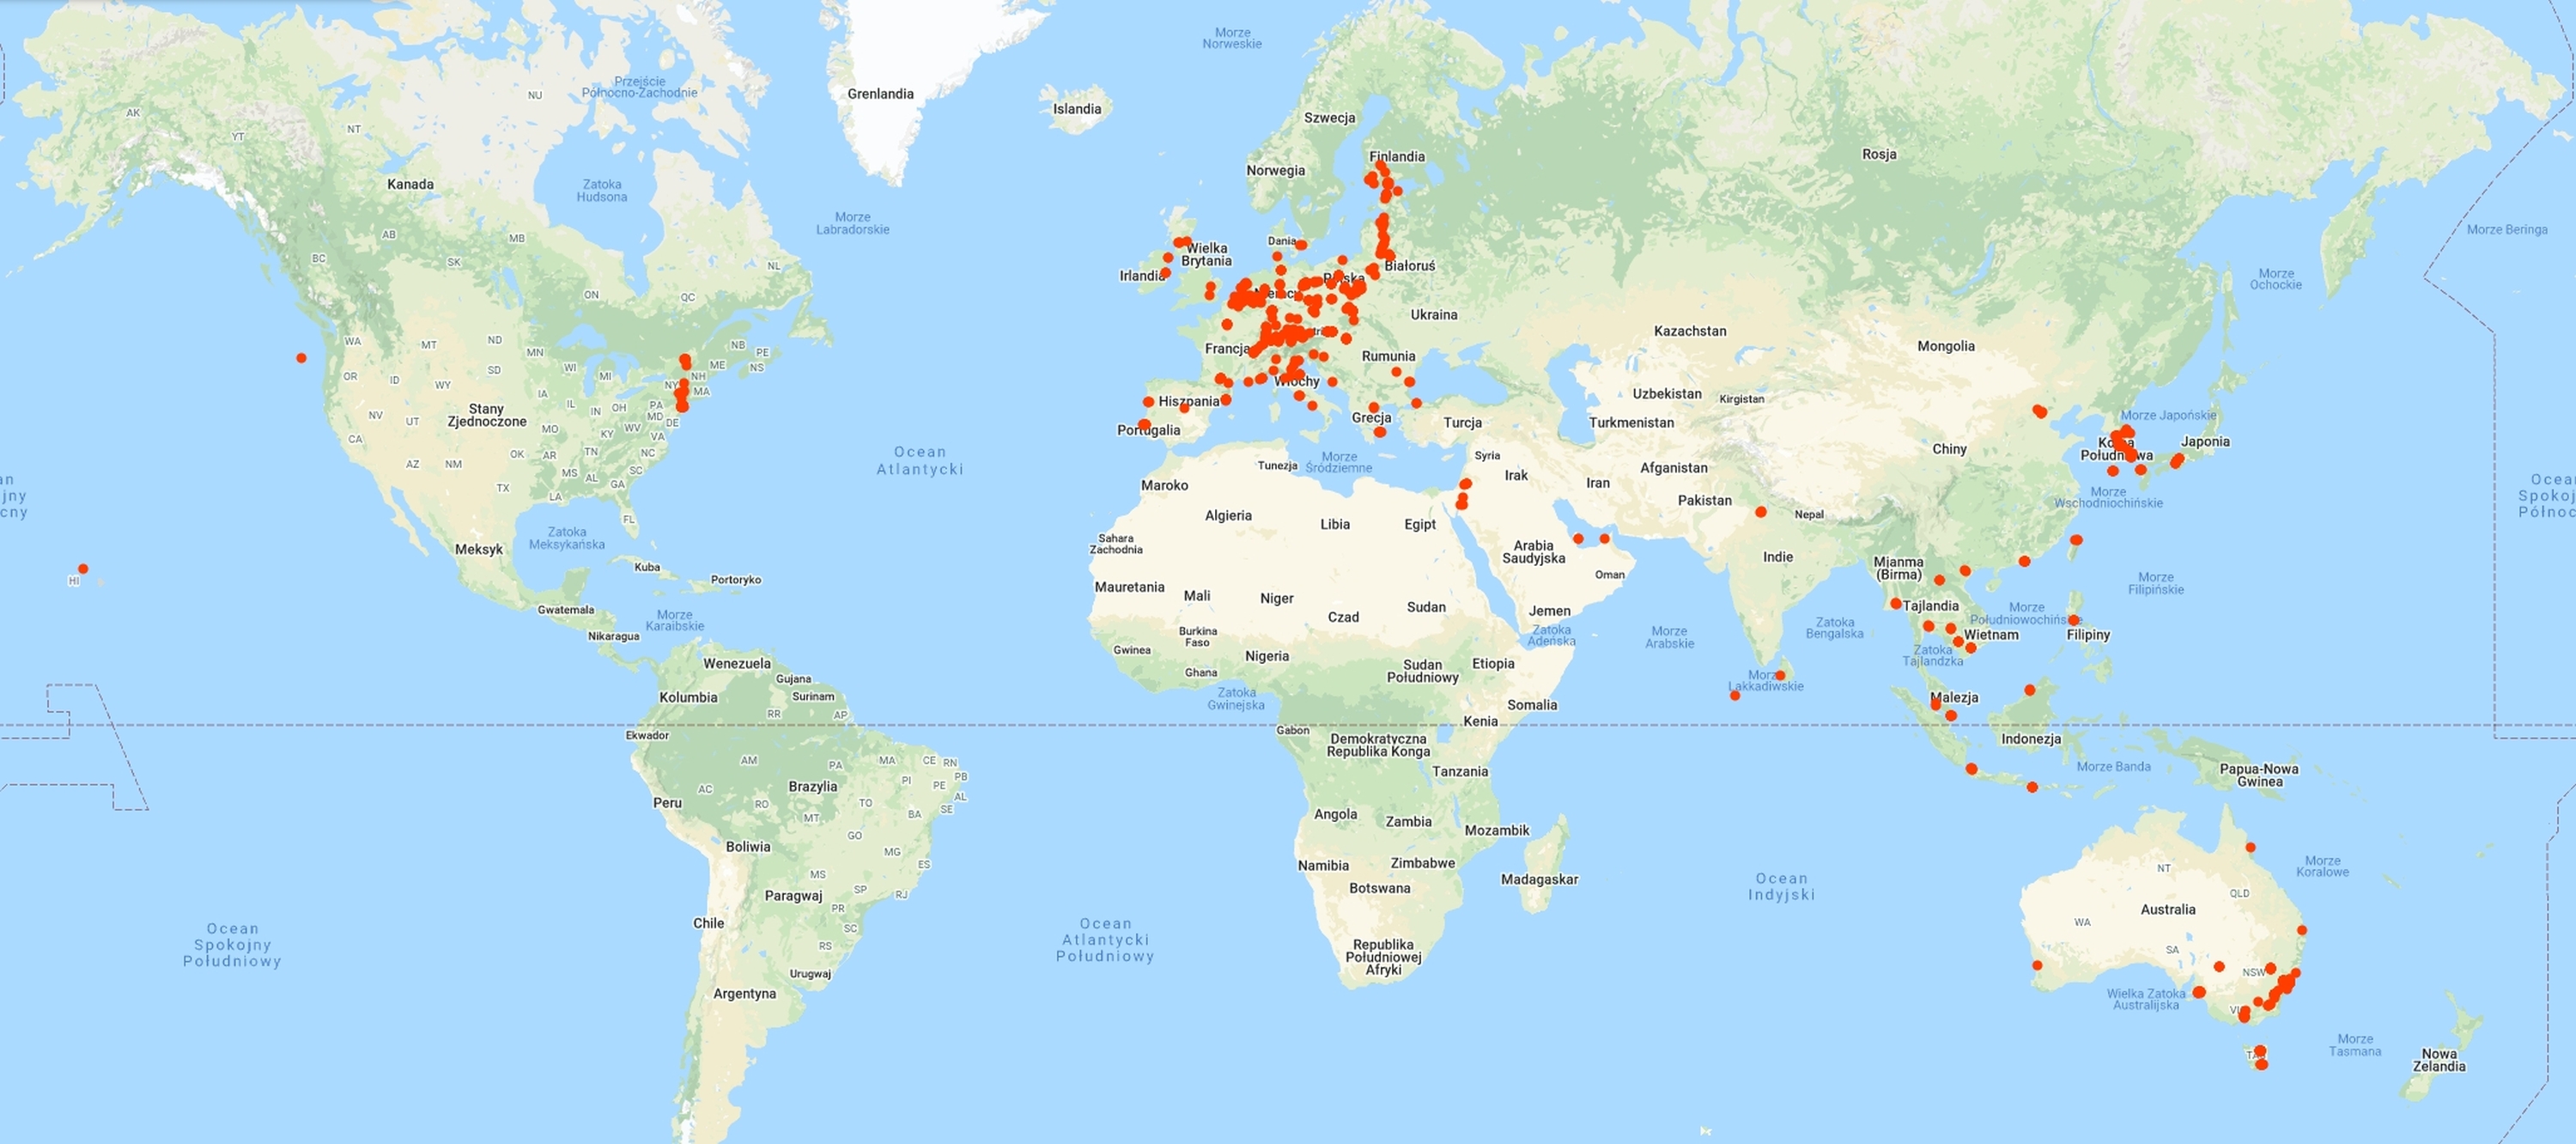 Morze
Norweskie
Przejście
Północno-Zachodnie
Grenlandia
NU
AK
Islandia
Szwecja
NT
YT
Finlandia
Rosja
Norwegia
Kanada
Zatoka
Hudsona
Morze
Labradorskie
Morze Beringa
AB
MB
Dania
Wielka
Brytania
BC
SK
NL
Irlandia
Polska
Białoruś
Morze
Ochockie
ON
QC
Niemcy
Ukraina
Kazachstan
WA
MT
ND
MN
NB
PE
NS
Francja
Rumunia
Mongolia
OR
ID
WY
SD
WI
MI
ME
NH
NY
MA
Włochy
Uzbekistan
Kirgistan
Stany
Zjednoczone
IA
IL
IN
OH
PA
MD
DE
Hiszpania
Grecja
Turcja
Turkmenistan
Morze Japońskie
NV
UT
MO
KY
WV
VA
Portugalia
Korea
Południowa
Japonia
CA
Ocean
Atlantycki
Chiny
AZ
NM
OK
AR
TN
NC
SC
Tunezja
Morze
Śródziemne
Syria
Irak
Iran
Afganistan
Pakistan
MS
AL
GA
TX
LA
Maroko
FL
Algieria
Libia
Egipt
Nepal
Morze
Wschodniochińskie
Zatoka
Meksykańska
Meksyk
Sahara
Zachodnia
Arabia
Saudyjska
Indie
Mjanma
(Birma)
HI
Kuba
Portoryko
Oman
Morze
Filipińskie
Mauretania
Mali
Niger
Czad
Sudan
Jemen
Gwatemala
Morze
Karaibskie
Tajlandia
Morze
Południowochińskie
Nikaragua
Burkina
Faso
Zatoka
Adeńska
Morze
Arabskie
Zatoka
Bengalska
Wietnam
Filipiny
Gwinea
Nigeria
Zatoka
Tajlandzka
Wenezuela
Ghana
Sudan
Południowy
Etiopia
Morze
Lakkadiwskie
Gujana
Surinam
Kolumbia
Zatoka
Gwinejska
Somalia
Malezja
RR
AP
Kenia
Ekwador
Gabon
Demokratyczna
Republika Konga
Indonezja
AM
PA
MA
CE
RN
PB
PE
AL
SE
PI
Tanzania
Morze Banda
Papua-Nowa
Gwinea
AC
Brazylia
TO
RO
Peru
MT
BA
Angola
Zambia
Mozambik
GO
Boliwia
MG
ES
Namibia
Zimbabwe
Morze
Koralowe
NT
MS
SP
RJ
Botswana
Madagaskar
Ocean
Indyjski
QLD
Paragwaj
PR
Australia
Chile
SC
WA
Ocean
Spokojny
Południowy
Ocean
Atlantycki
Południowy
RS
Republika
Południowej
Afryki
SA
Urugwaj
NSW
Argentyna
Wielka Zatoka
Australijska
Morze
Tasmana
Nowa
Zelandia